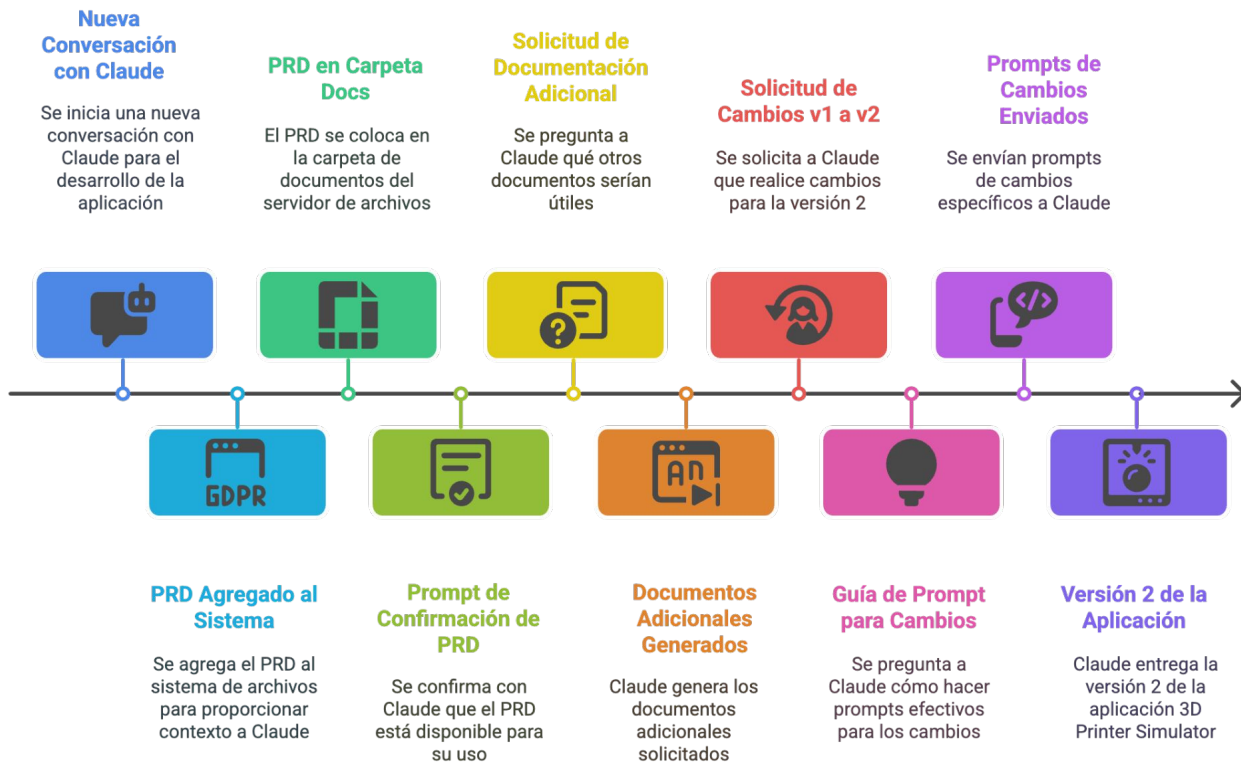 Nueva
Conversación
con Claude
Se inicia una nueva
conversación con
Claude para el
desarrollo de la
aplicación
PRD en Carpeta
Docs
El PRD se coloca en
la carpeta de
documentos del
servidor de archivos
Solicitud de
Documentación
Adicional
Se pregunta a
Claude qué otros
documentos serían
útiles
Solicitud de
Cambios v1 a v2
Se solicita a Claude
que realice cambios
para la versión 2
Prompts de
Cambios
Enviados
Se envían prompts
de cambios
específicos a Claude
?
</>
GDPR
An
PRD Agregado al
Sistema
Se agrega el PRD al
sistema de archivos
para proporcionar
contexto a Claude
Prompt de
Confirmación de
PRD
Se confirma con
Claude que el PRD
está disponible para
su uso
Documentos
Adicionales
Generados
Claude genera los
documentos
adicionales
solicitados
Guía de Prompt
para Cambios
Se pregunta a
Claude cómo hacer
prompts efectivos
para los cambios
Versión 2 de la
Aplicación
Claude entrega la
versión 2 de la
aplicación 3D
Printer Simulator